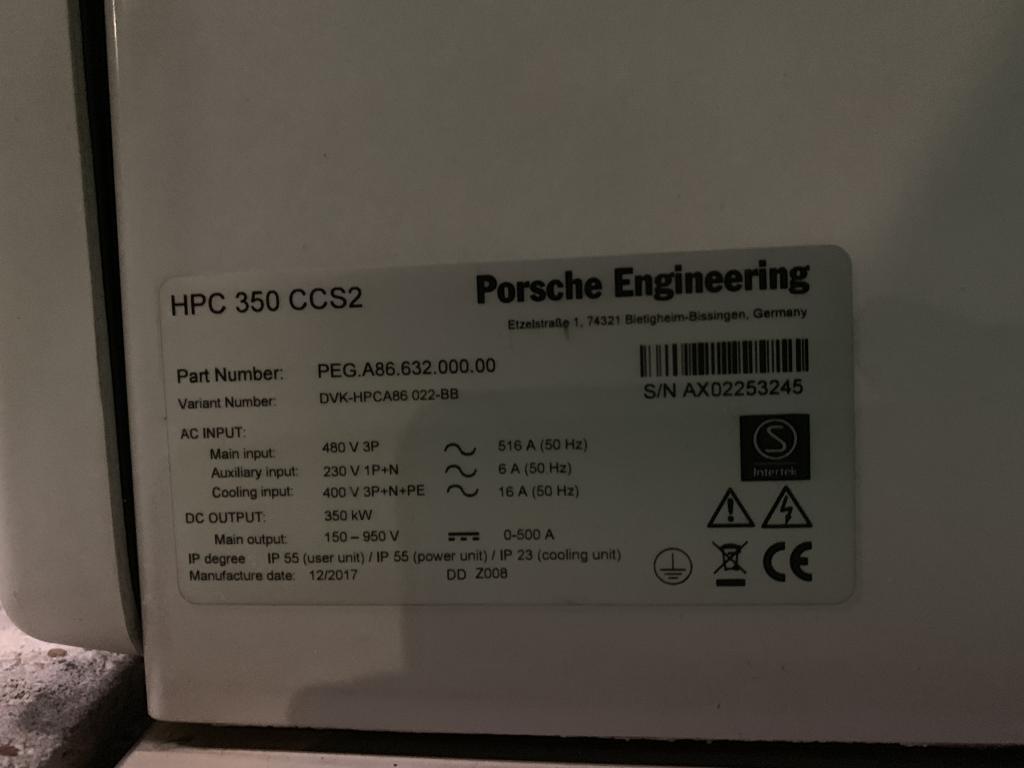 HPC 350 CCS2
Porsche Engineering
Etzelstraße 1, 74321 Bietigheim-Bissingen, Germany
Part Number: PEG.A86.632.000.00
Variant Number: DVK-HPCA86 022-BB
S/N AX02253245
AC INPUT:
Main input: 480 V 3P 516 A (50 Hz)
Auxiliary input: 230 V 1P+N 6 A (50 Hz)
Cooling input: 400 V 3P+N+PE 16 A (50 Hz)
S
Intertek
DC OUTPUT: 350 kW
Main output: 150 – 950 V 0-500 A
IP degree IP 55 (user unit) / IP 55 (power unit) / IP 23 (cooling unit)
Manufacture date: 12/2017 DD Z008
CE